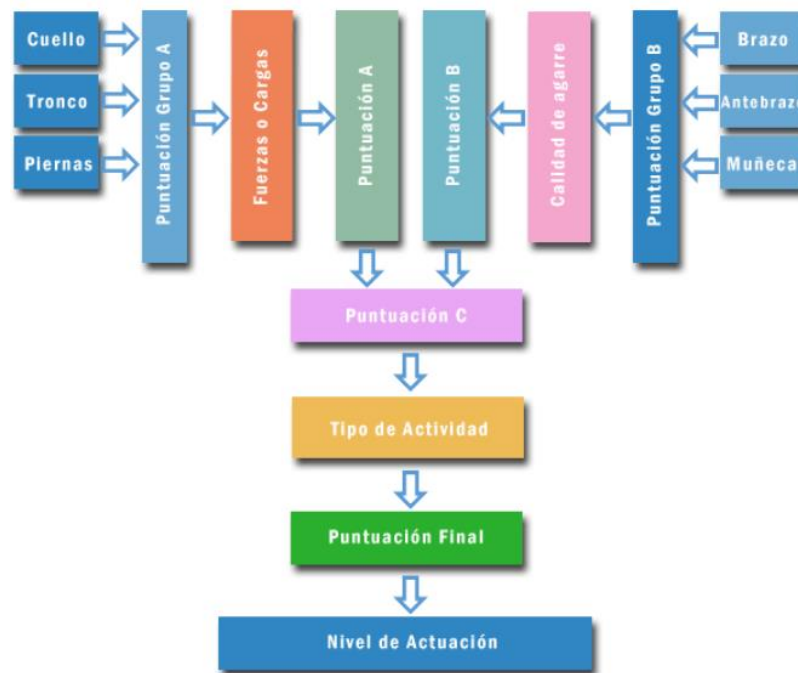 Cuello
Tronco
Piernas
Puntuación Grupo A
Fuerzas o Cargas
Puntuación A
Puntuación B
Calidad de agarre
Puntuación Grupo B
Brazo
Antebrazo
Muñeca
Puntuación C
Tipo de Actividad
Puntuación Final
Nivel de Actuación